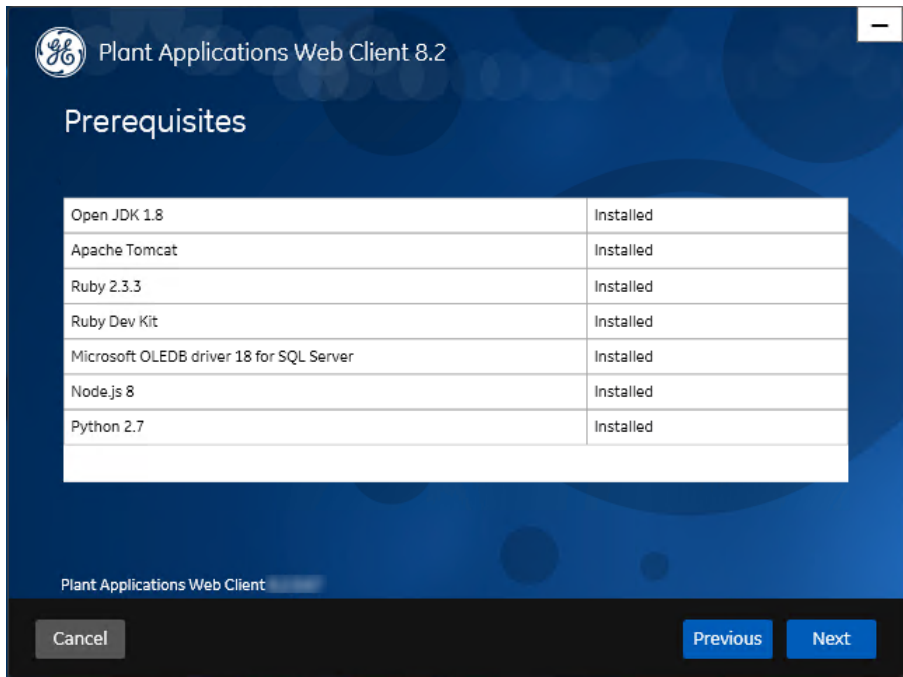 Plant Applications Web Client 8.2
Prerequisites
Open JDK 1.8 Installed
Apache Tomcat Installed
Ruby 2.3.3 Installed
Ruby Dev Kit Installed
Microsoft OLEDB driver 18 for SQL Server Installed
Node.js 8 Installed
Python 2.7 Installed
Plant Applications Web Client
Cancel Previous Next